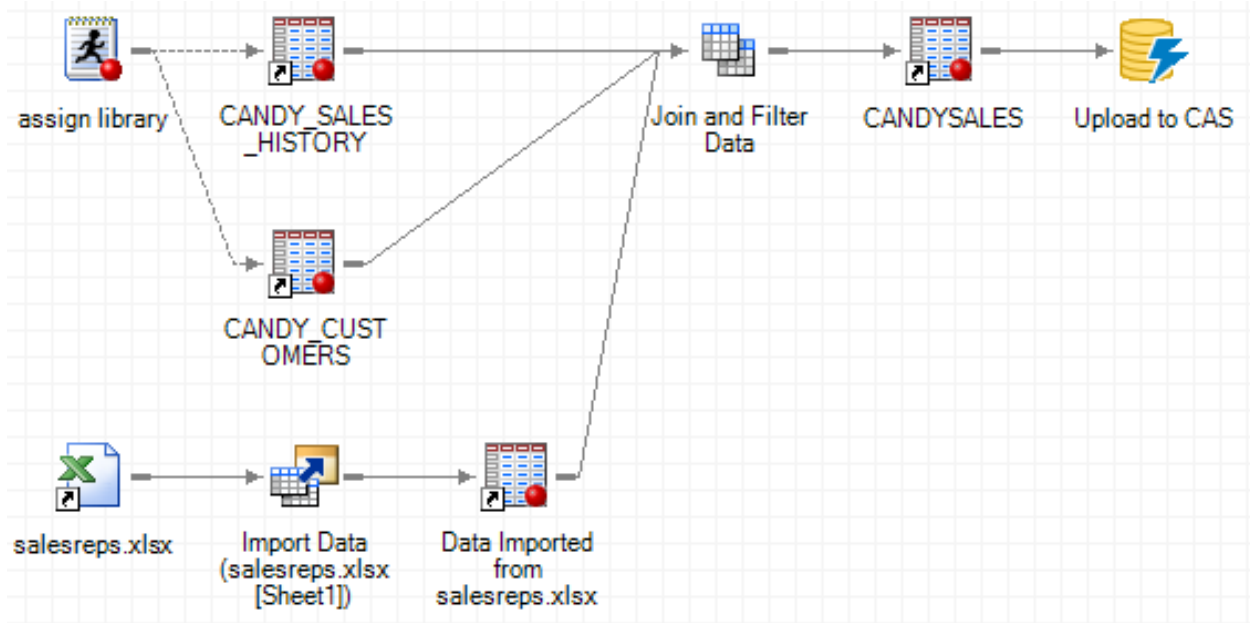 assign library
CANDY_SALES
_HISTORY
Join and Filter
Data
CANDYSALES
Upload to CAS
CANDY_CUST
OMERS
salesreps.xlsx
Import Data
(salesreps.xlsx
[Sheet1])
Data Imported
from
salesreps.xlsx